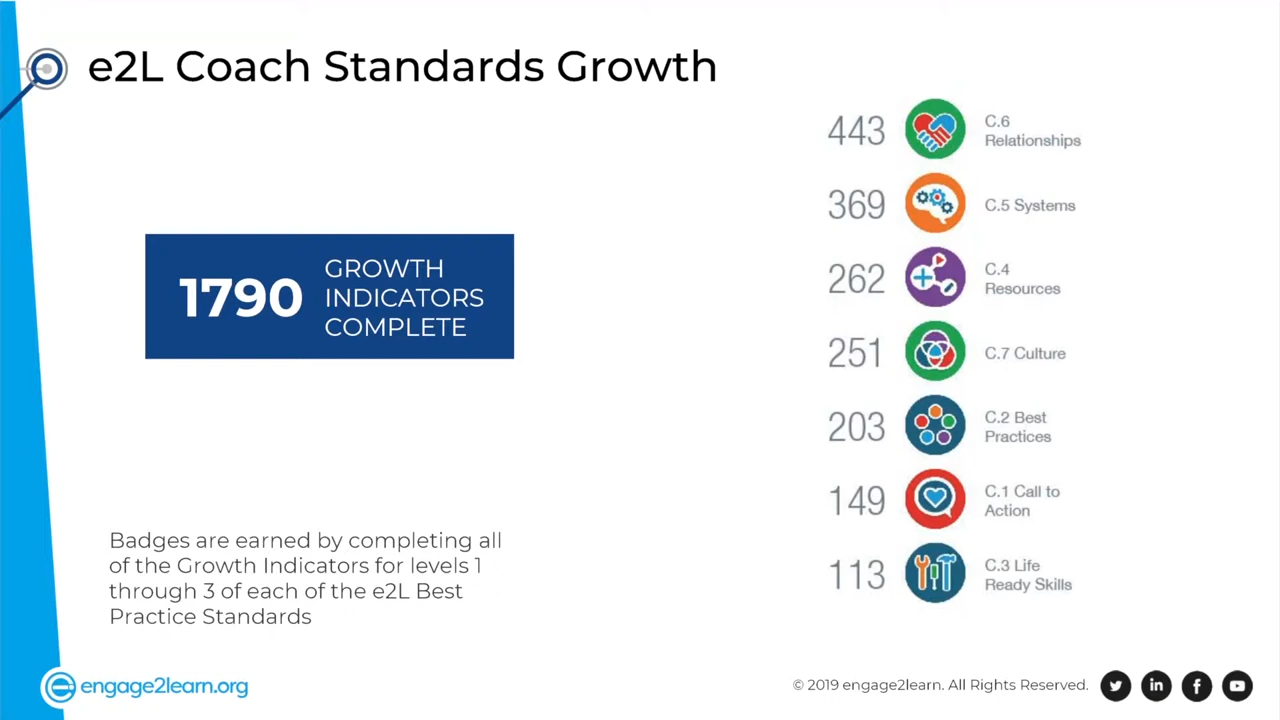 e2L Coach Standards Growth
443
C.6
Relationships
369
C.5 Systems
1790
GROWTH
INDICATORS
COMPLETE
262
C.4
Resources
251
C.7 Culture
203
C.2 Best
Practices
149
C.1 Call to
Action
113
C.3 Life
Ready Skills
Badges are earned by completing all
of the Growth Indicators for levels 1
through 3 of each of the e2L Best
Practice Standards
engage2learn.org
© 2019 engage2learn. All Rights Reserved.